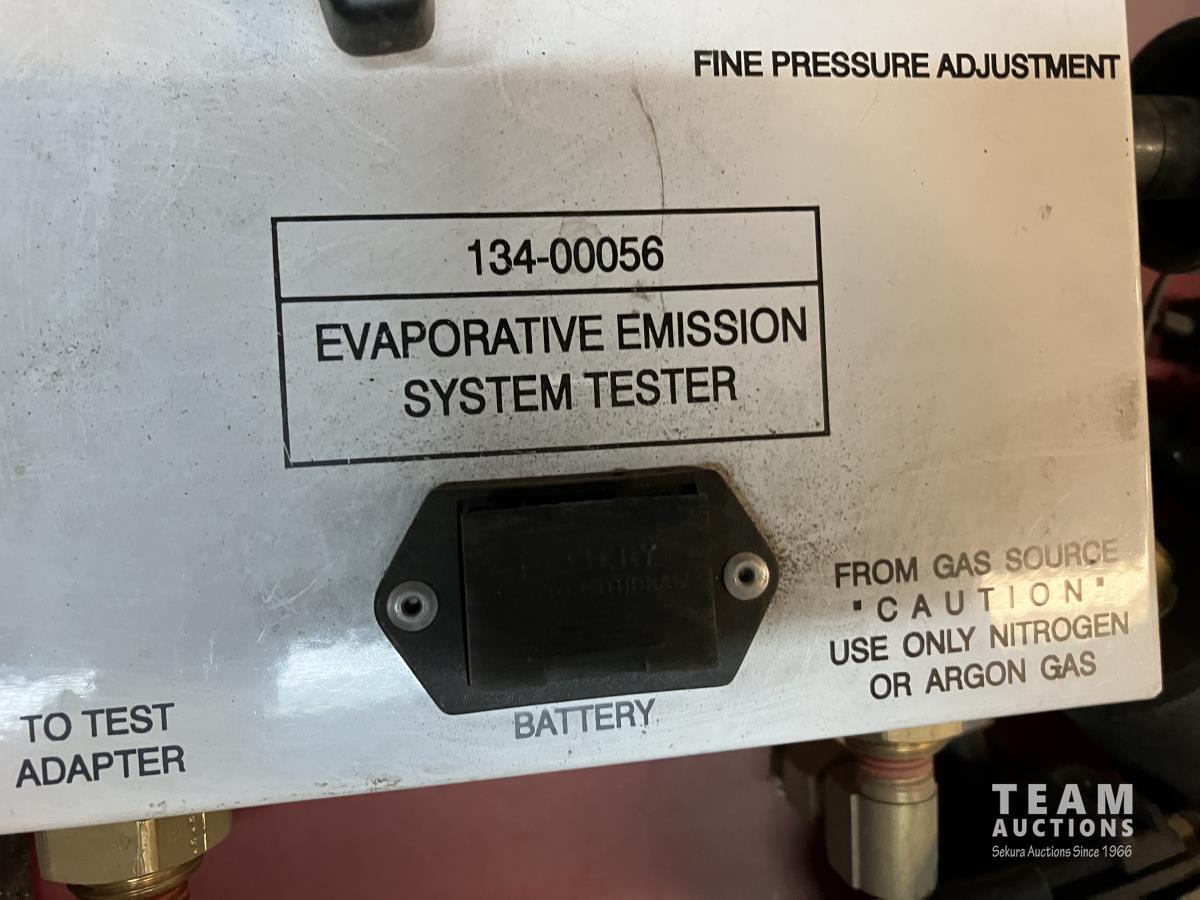 FINE PRESSURE ADJUSTMENT
134-00056
EVAPORATIVE EMISSION
SYSTEM TESTER
FROM GAS SOURCE
"CAUTION"
USE ONLY NITROGEN
OR ARGON GAS
BATTERY
TO TEST
ADAPTER
TEAM
AUCTIONS
Sekura Auctions Since 1966